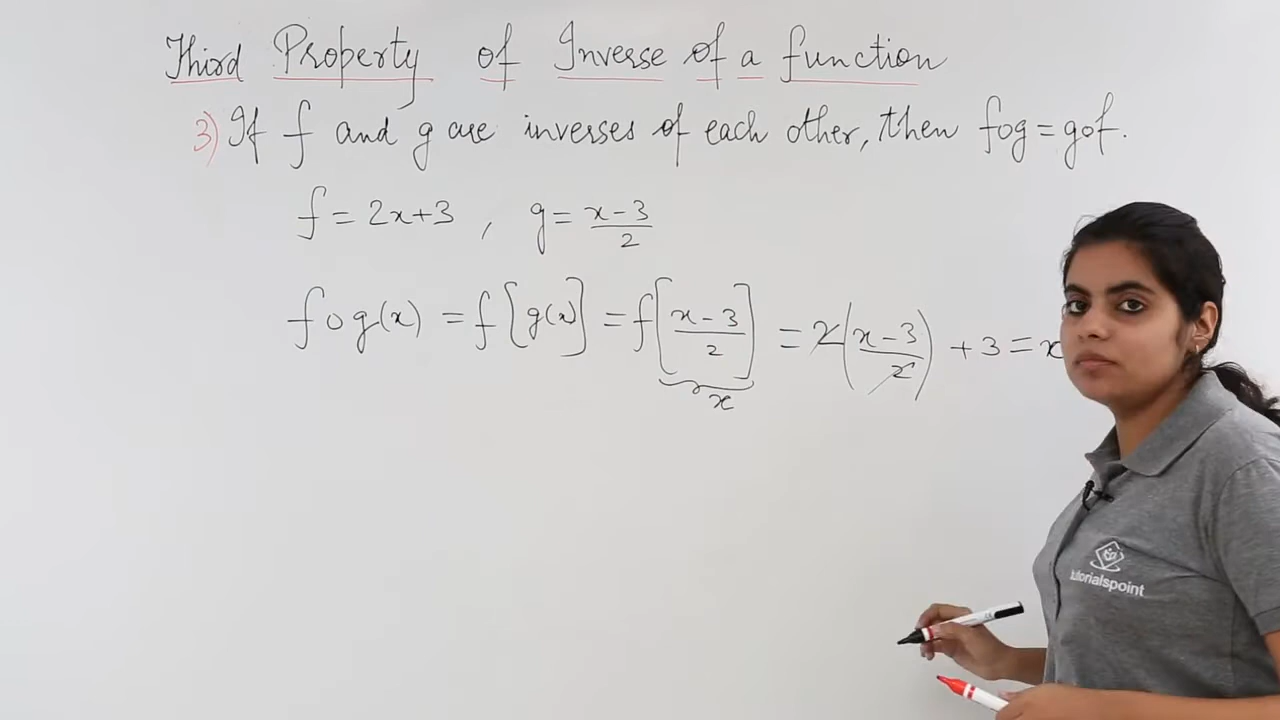 Third Property of Inverse of a function
3) If f and g are inverses of each other, then fog = gof.
f = 2x+3 , g = x-3/2
fog(x) = f[g(x)] = f[x-3/2] = 2(x-3/2) + 3 = x
x
tutorialspoint